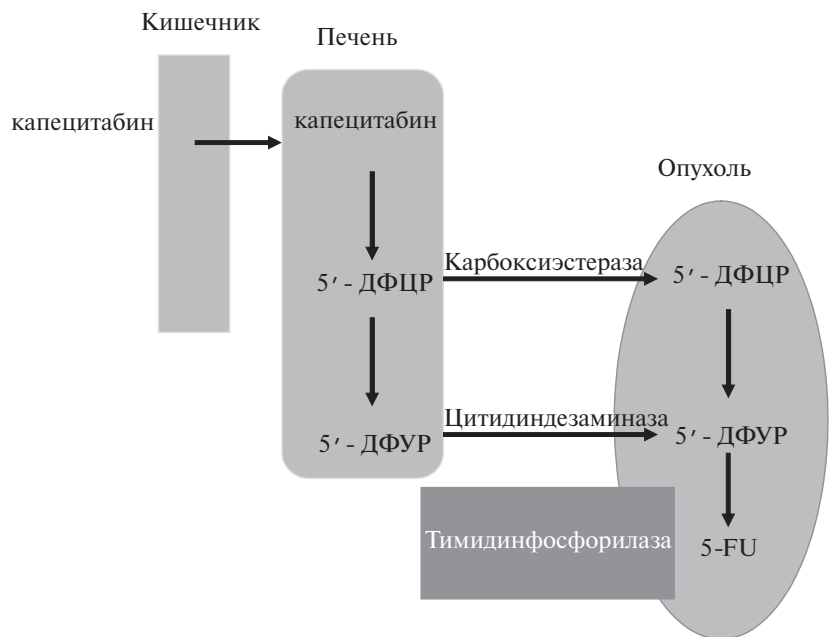 Кишечник
Печень
капецитабин
капецитабин
Опухоль
Карбоксиэстераза
5′ - ДФЦР
5′ - ДФЦР
Цитидиндезаминаза
5′ - ДФУР
5′ - ДФУР
Тимидинфосфорилаза
5-FU